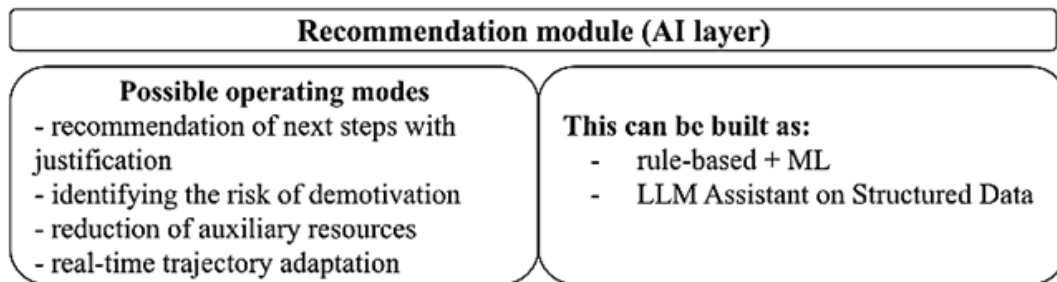 Recommendation module (AI layer)
Possible operating modes
- recommendation of next steps with
justification
- identifying the risk of demotivation
- reduction of auxiliary resources
- real-time trajectory adaptation
This can be built as:
- rule-based + ML
- LLM Assistant on Structured Data